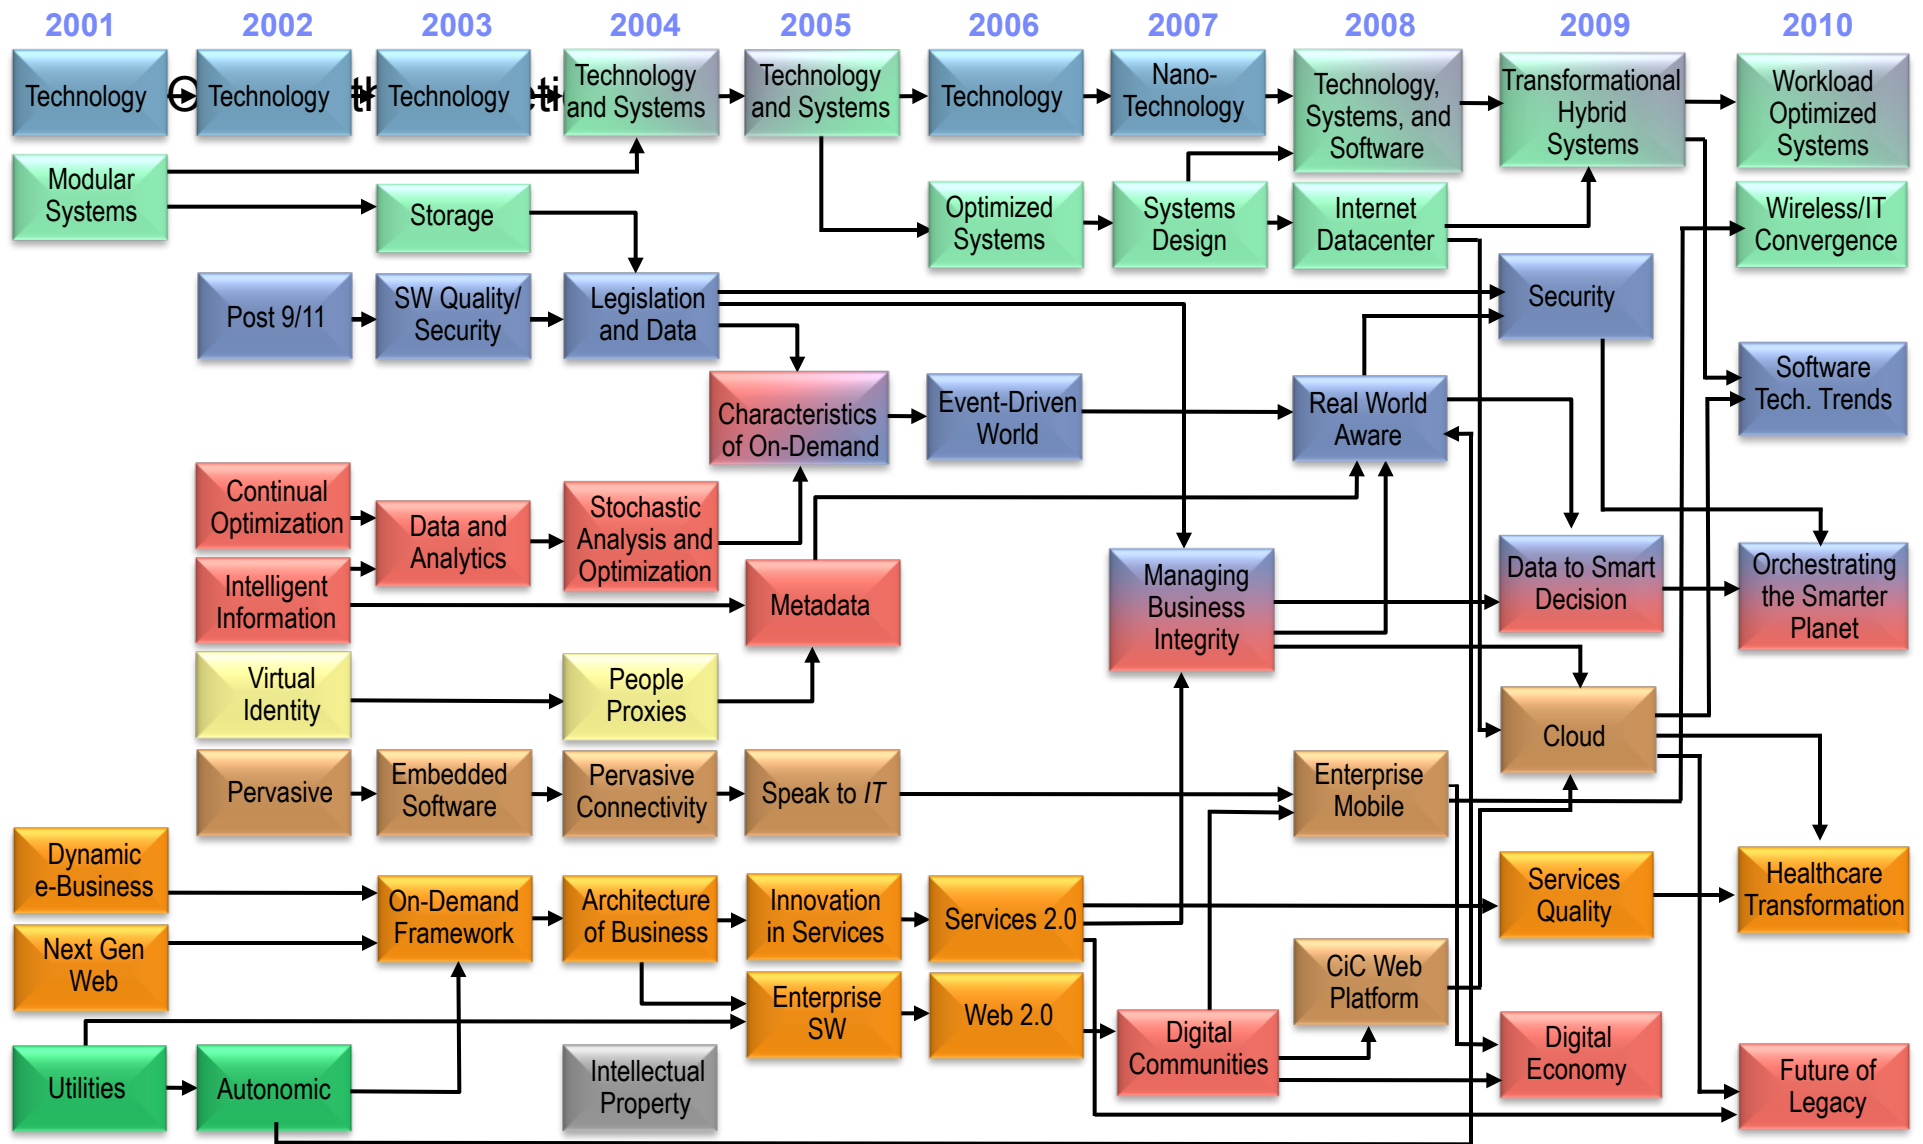 2001 2002 2003 2004 2005 2006 2007 2008 2009 2010
Technology
Technology
Technology
Technology
and Systems
Technology
and Systems
Technology
Nano-
Technology
Technology,
Systems, and
Software
Transformational
Hybrid
Systems
Workload
Optimized
Systems
Modular
Systems
Storage
Optimized
Systems
Systems
Design
Internet
Datacenter
Wireless/IT
Convergence
Post 9/11
SW Quality/
Security
Legislation
and Data
Security
Software
Tech. Trends
Characteristics
of On-Demand
Event-Driven
World
Real World
Aware
Continual
Optimization
Data and
Analytics
Stochastic
Analysis and
Optimization
Intelligent
Information
Metadata
Managing
Business
Integrity
Data to Smart
Decision
Orchestrating
the Smarter
Planet
Virtual
Identity
People
Proxies
Cloud
Pervasive
Embedded
Software
Pervasive
Connectivity
Speak to IT
Enterprise
Mobile
Dynamic
e-Business
On-Demand
Framework
Architecture
of Business
Innovation
in Services
Services 2.0
Services
Quality
Healthcare
Transformation
Next Gen
Web
Enterprise
SW
Web 2.0
CiC Web
Platform
Digital
Communities
Digital
Economy
Utilities
Autonomic
Intellectual
Property
Future of
Legacy